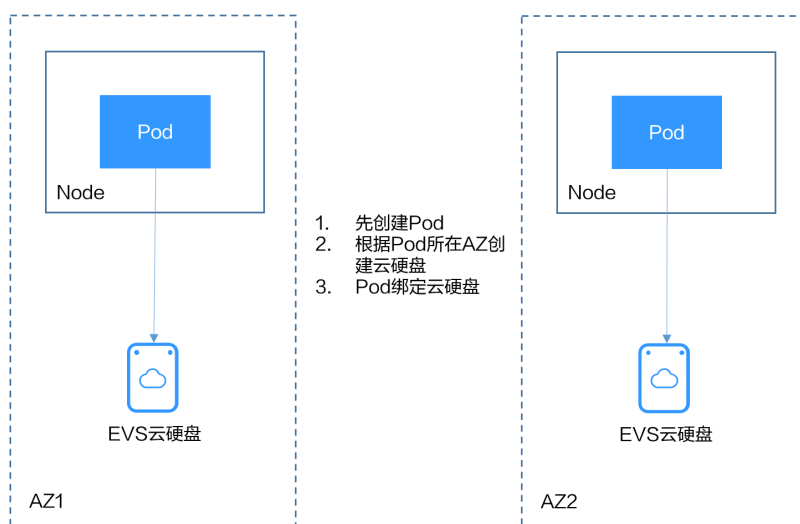 Pod
Node
EVS云硬盘
AZ1
1. 先创建Pod
2. 根据Pod所在AZ创
建云硬盘
3. Pod绑定云硬盘
Pod
Node
EVS云硬盘
AZ2